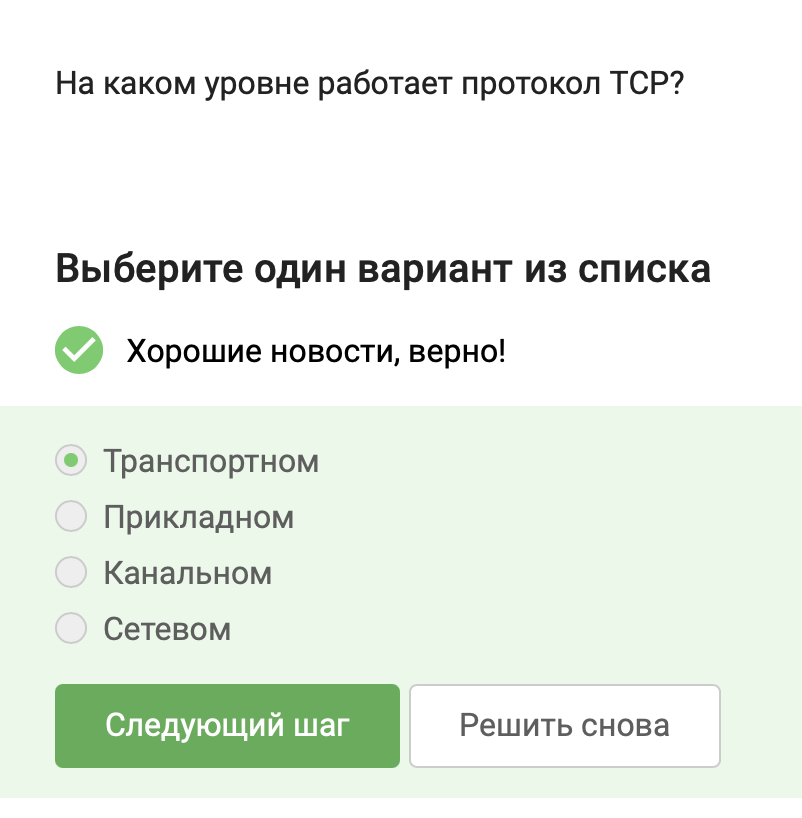 На каком уровне работает протокол TCP?
Выберите один вариант из списка
Хорошие новости, верно!
Транспортном
Прикладном
Канальном
Сетевом
Следующий шаг
Решить снова